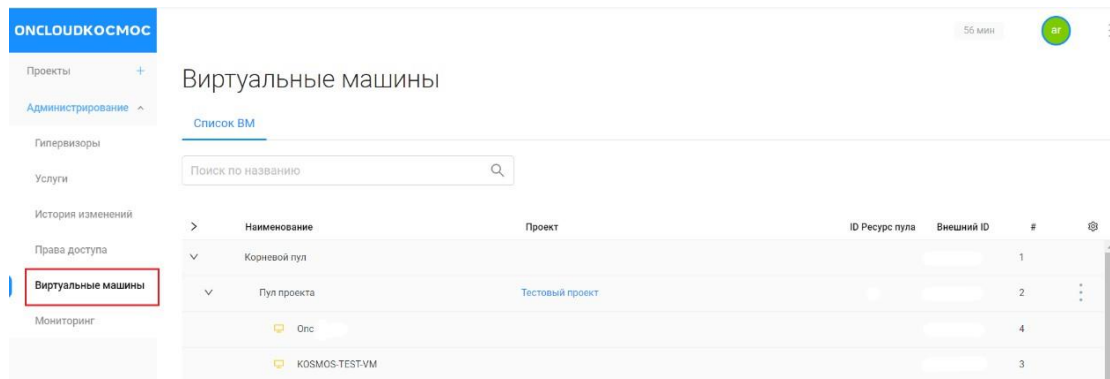 ONCLOUDКОСМОС
56 мин
ar
Проекты +
Администрирование
Гипервизоры
Услуги
История изменений
Права доступа
Виртуальные машины
Мониторинг
Виртуальные машины
Список ВМ
Поиск по названию
Наименование Проект ID Ресурс пула Внешний ID #
Корневой пул 1
Пул проекта Тестовый проект 2
Onc 4
KOSMOS-TEST-VM 3